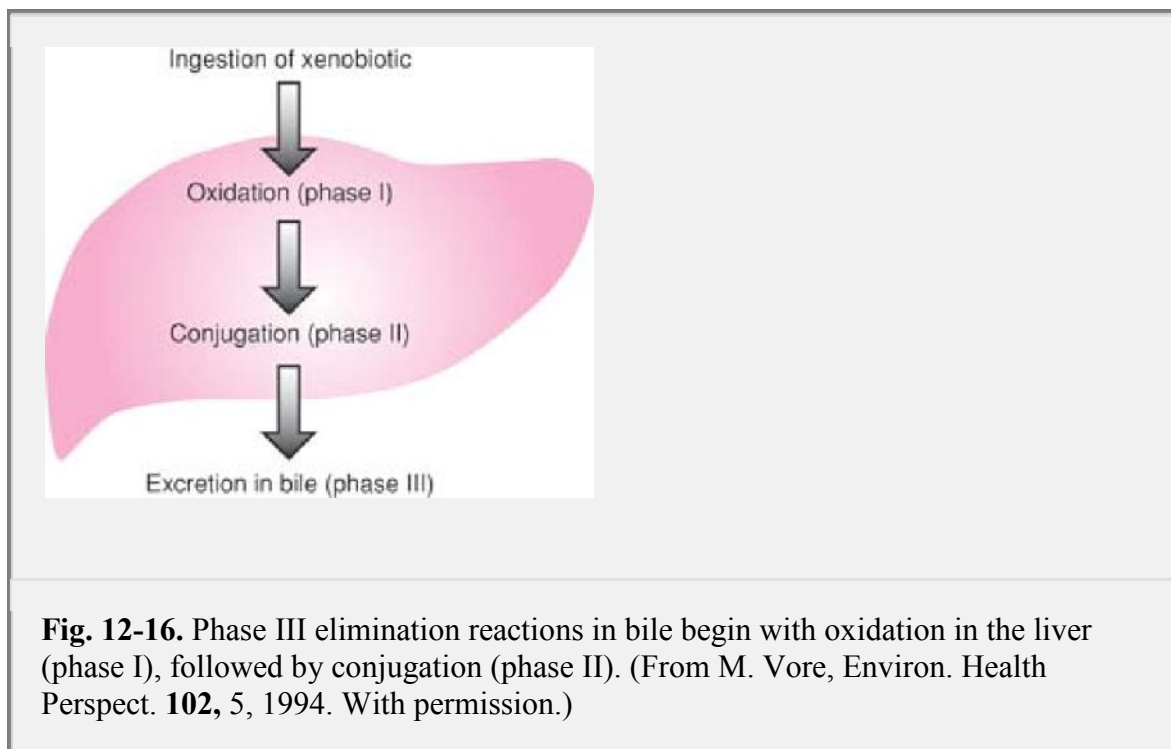 Ingestion of xenobiotic
Oxidation (phase I)
Conjugation (phase II)
Excretion in bile (phase III)
Fig. 12-16. Phase III elimination reactions in bile begin with oxidation in the liver
(phase I), followed by conjugation (phase II). (From M. Vore, Environ. Health
Perspect. 102, 5, 1994. With permission.)